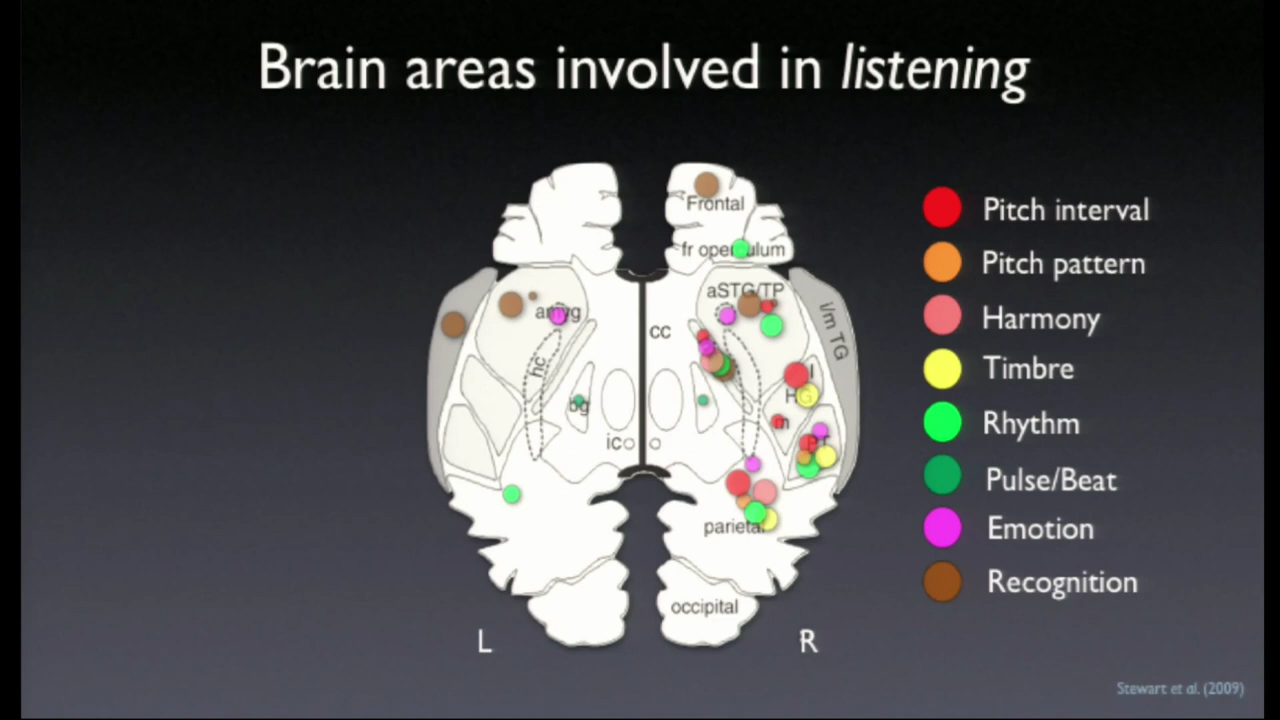 Brain areas involved in listening
Frontal
fr operculum
aSTG/TP
amyg
i/m TG
cc
hc
HG
bg
ic
parietal
occipital
L
R
Pitch interval
Pitch pattern
Harmony
Timbre
Rhythm
Pulse/Beat
Emotion
Recognition
Stewart et al. (2009)